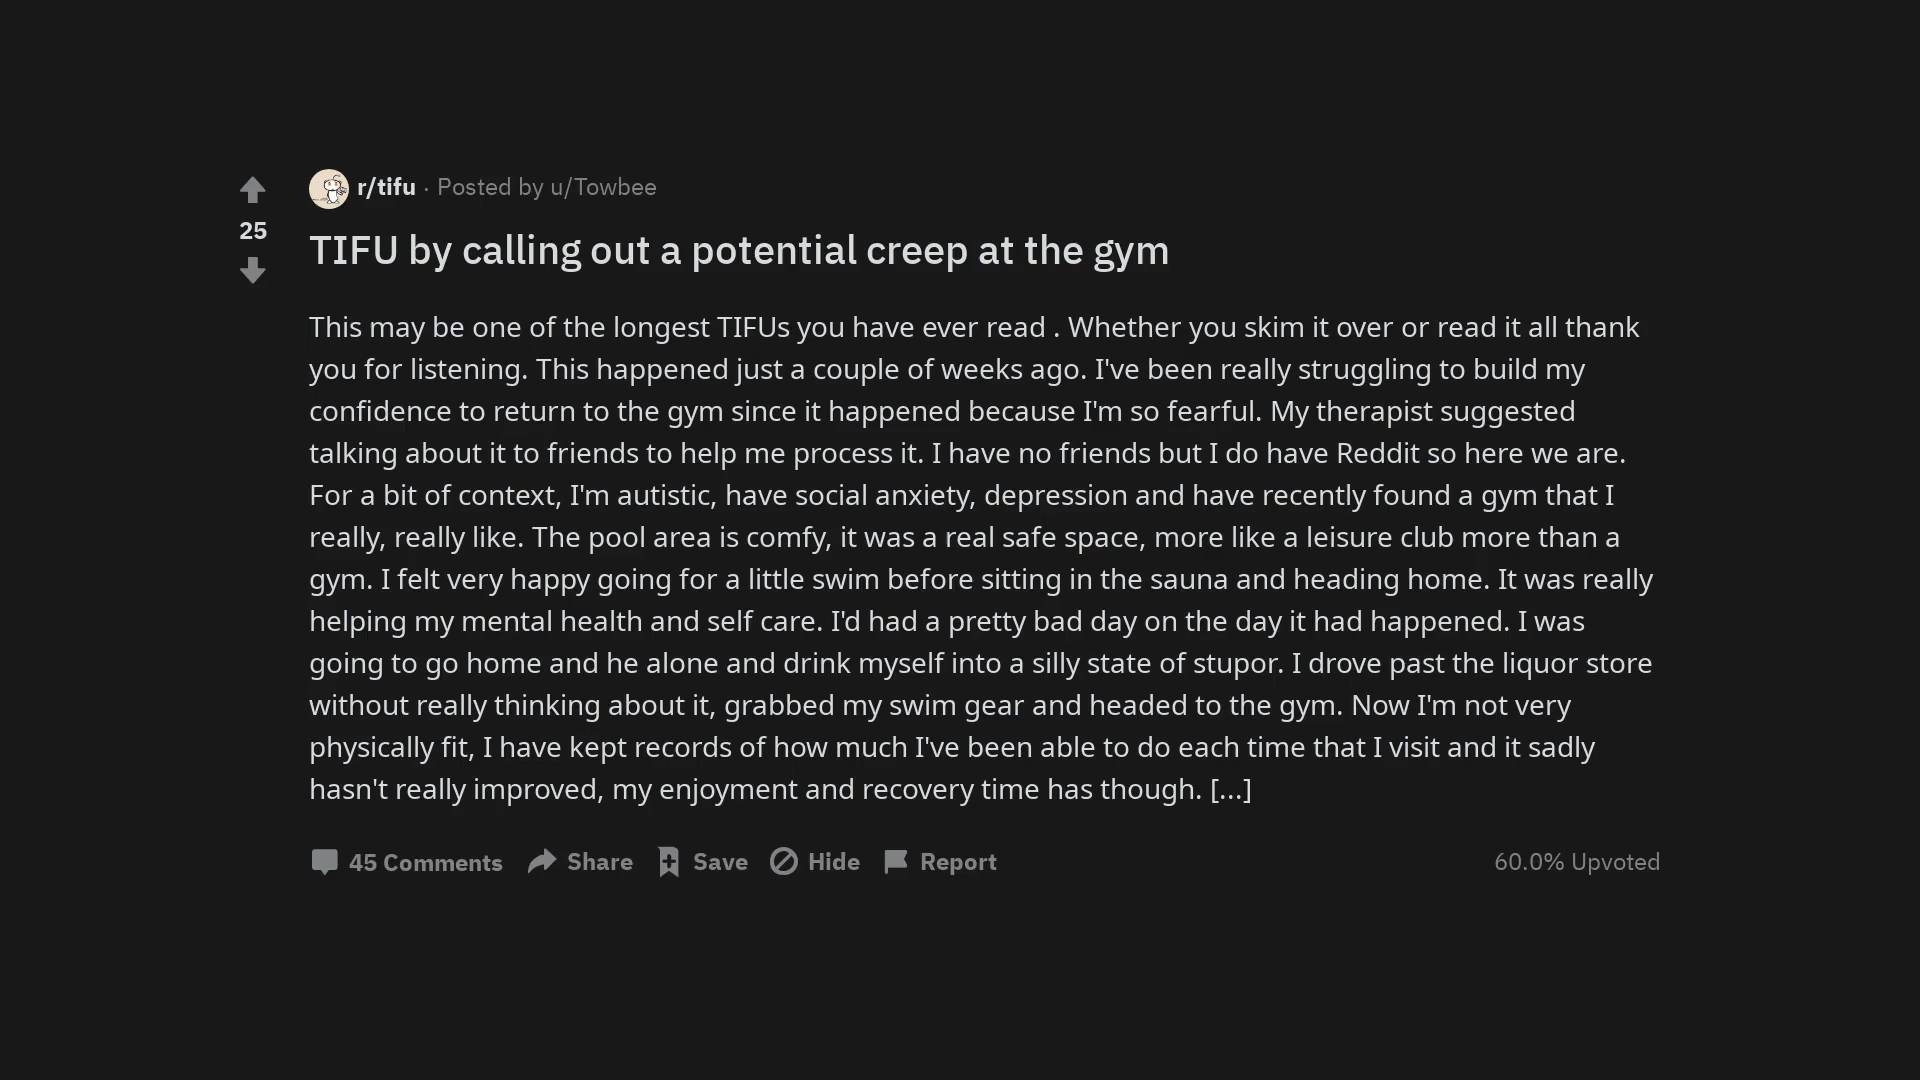 r/tifu · Posted by u/Towbee
25
TIFU by calling out a potential creep at the gym
This may be one of the longest TIFUs you have ever read . Whether you skim it over or read it all thank
you for listening. This happened just a couple of weeks ago. I've been really struggling to build my
confidence to return to the gym since it happened because I'm so fearful. My therapist suggested
talking about it to friends to help me process it. I have no friends but I do have Reddit so here we are.
For a bit of context, I'm autistic, have social anxiety, depression and have recently found a gym that I
really, really like. The pool area is comfy, it was a real safe space, more like a leisure club more than a
gym. I felt very happy going for a little swim before sitting in the sauna and heading home. It was really
helping my mental health and self care. I'd had a pretty bad day on the day it had happened. I was
going to go home and he alone and drink myself into a silly state of stupor. I drove past the liquor store
without really thinking about it, grabbed my swim gear and headed to the gym. Now I'm not very
physically fit, I have kept records of how much I've been able to do each time that I visit and it sadly
hasn't really improved, my enjoyment and recovery time has though. [...]
45 Comments Share Save Hide Report 60.0% Upvoted